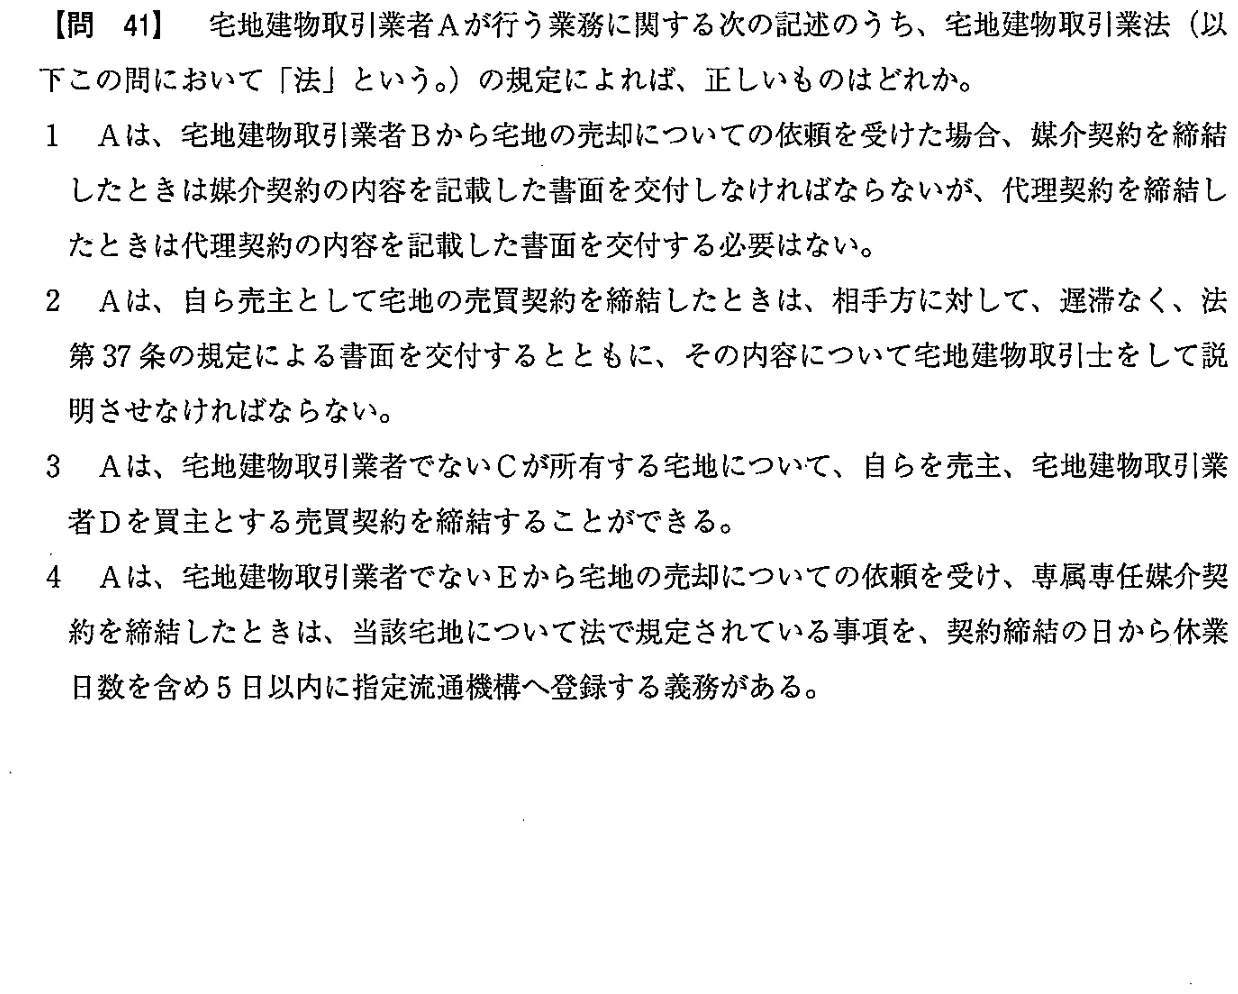 【問　41】　宅地建物取引業者Aが行う業務に関する次の記述のうち、宅地建物取引業法（以
下この問において「法」という。）の規定によれば、正しいものはどれか。
1　Aは、宅地建物取引業者Bから宅地の売却についての依頼を受けた場合、媒介契約を締結
したときは媒介契約の内容を記載した書面を交付しなければならないが、代理契約を締結し
たときは代理契約の内容を記載した書面を交付する必要はない。
2　Aは、自ら売主として宅地の売買契約を締結したときは、相手方に対して、遅滞なく、法
第37条の規定による書面を交付するとともに、その内容について宅地建物取引士をして説
明させなければならない。
3　Aは、宅地建物取引業者でないCが所有する宅地について、自らを売主、宅地建物取引業
者Dを買主とする売買契約を締結することができる。
4　Aは、宅地建物取引業者でないEから宅地の売却についての依頼を受け、専属専任媒介契
約を締結したときは、当該宅地について法で規定されている事項を、契約締結の日から休業
日数を含め5日以内に指定流通機構へ登録する義務がある。